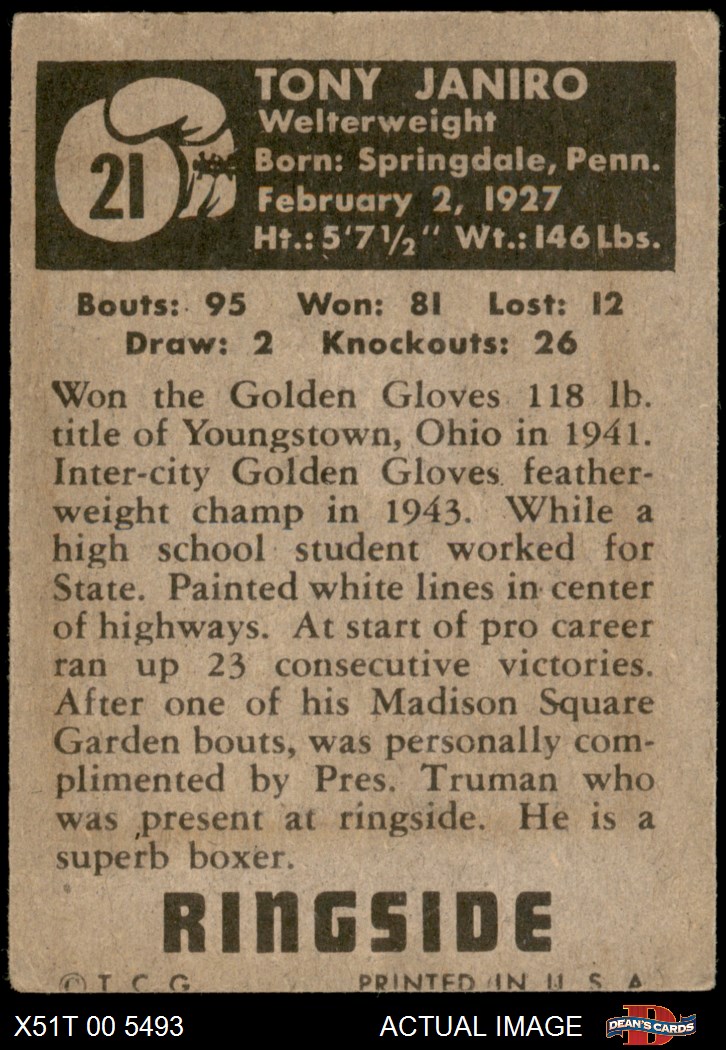 TONY JANIRO
Welterweight
21
Born: Springdale, Penn.
February 2, 1927
Ht.: 5'7½" Wt.: 146 Lbs.
Bouts: 95 Won: 81 Lost: 12
Draw: 2 Knockouts: 26
Won the Golden Gloves 118 lb.
title of Youngstown, Ohio in 1941.
Inter-city Golden Gloves feather-
weight champ in 1943. While a
high school student worked for
State. Painted white lines in center
of highways. At start of pro career
ran up 23 consecutive victories.
After one of his Madison Square
Garden bouts, was personally com-
plimented by Pres. Truman who
was present at ringside. He is a
superb boxer.
RINGSIDE
© T C G PRINTED IN U S A
X51T 00 5493 ACTUAL IMAGE D DEAN'S CARDS